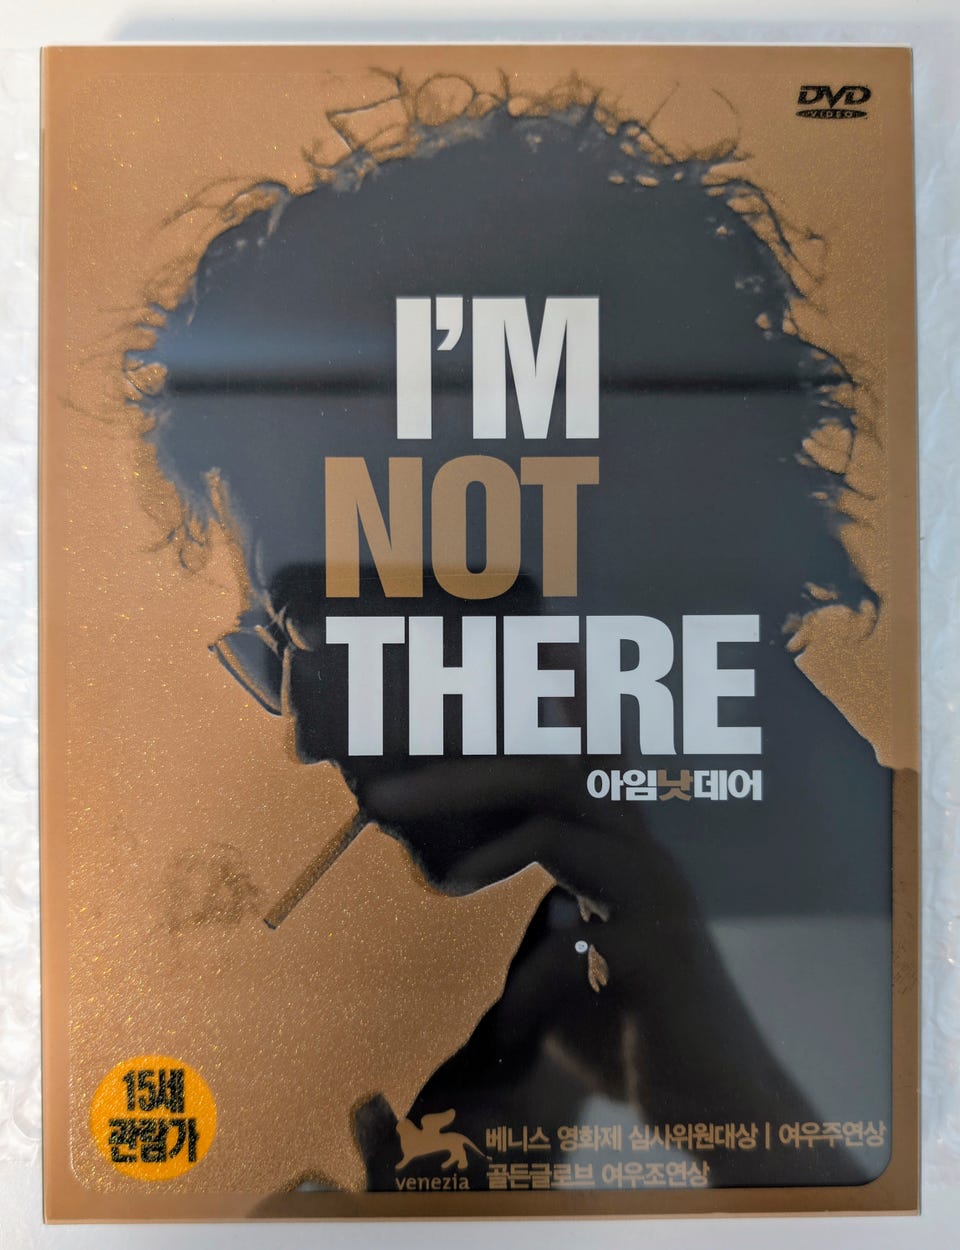 DVD
VIDEO
I'M
NOT
THERE
아임낫데어
15세
관람가
베니스 영화제 심사위원대상 | 여우주연상
venezia 골든글로브 여우조연상